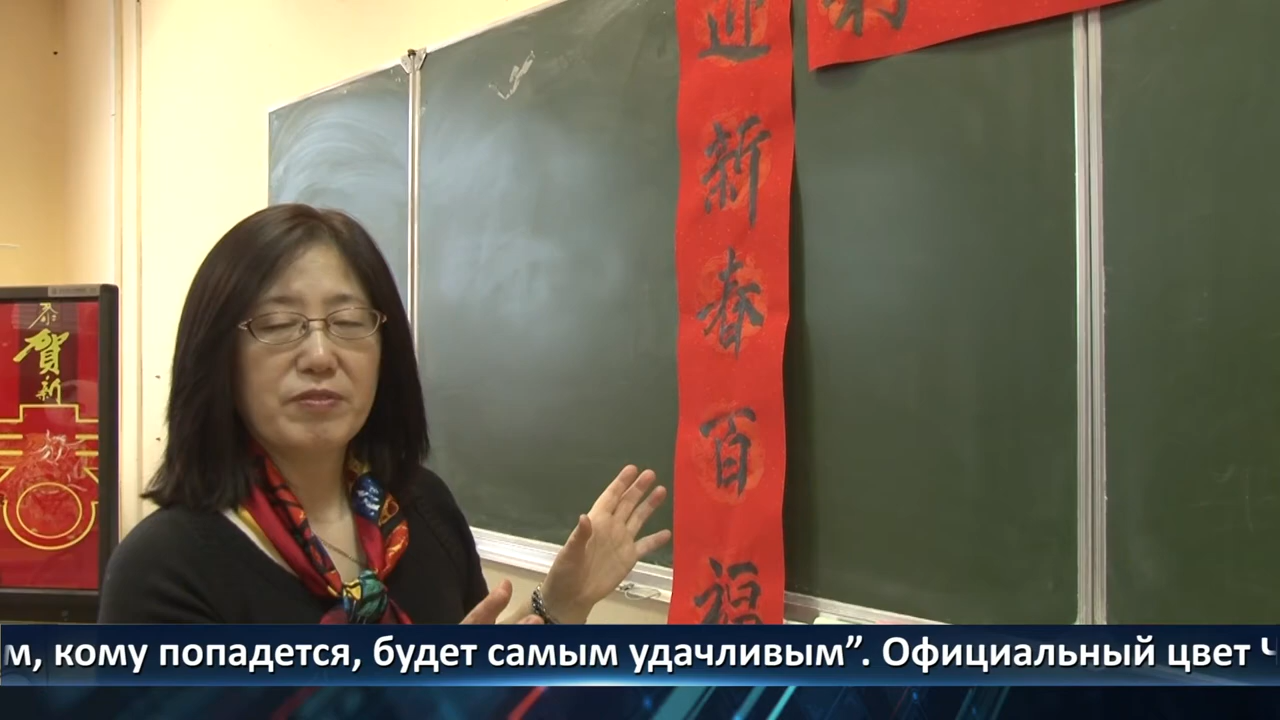 迎新春百福
恭賀新
м, кому попадется, будет самым удачливым”. Официальный цвет Ч